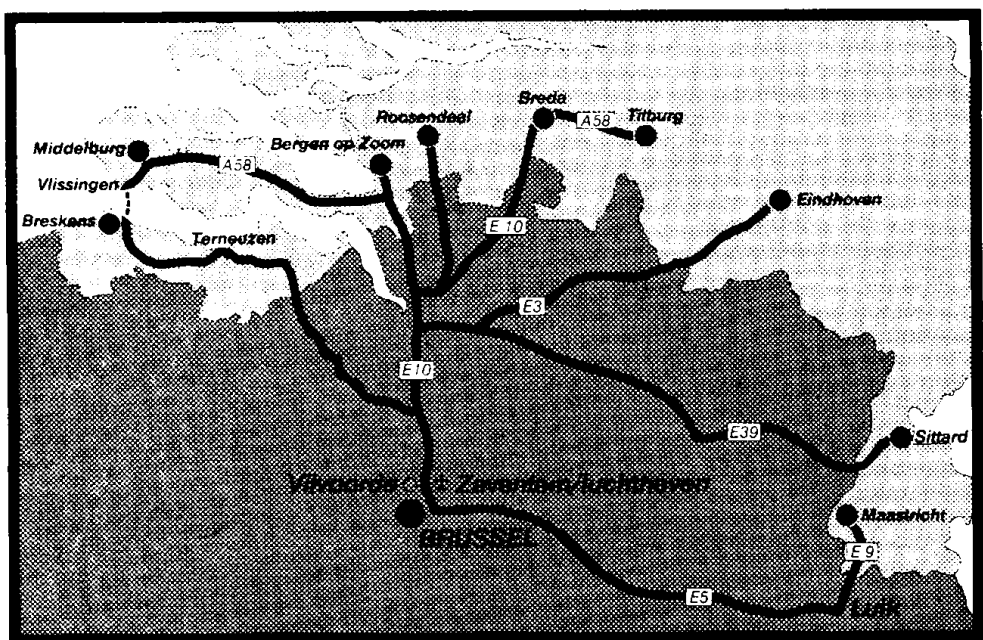 Breda
A58
Tilburg
Roosendaal
Middelburg
Bergen op Zoom
A58
Vlissingen
Eindhoven
Breskens
E 10
Terneuzen
E3
E10
E39
Sittard
Vilvoorde
Zaventem/luchthaven
BRUSSEL
Maastricht
E 9
E5
Luik